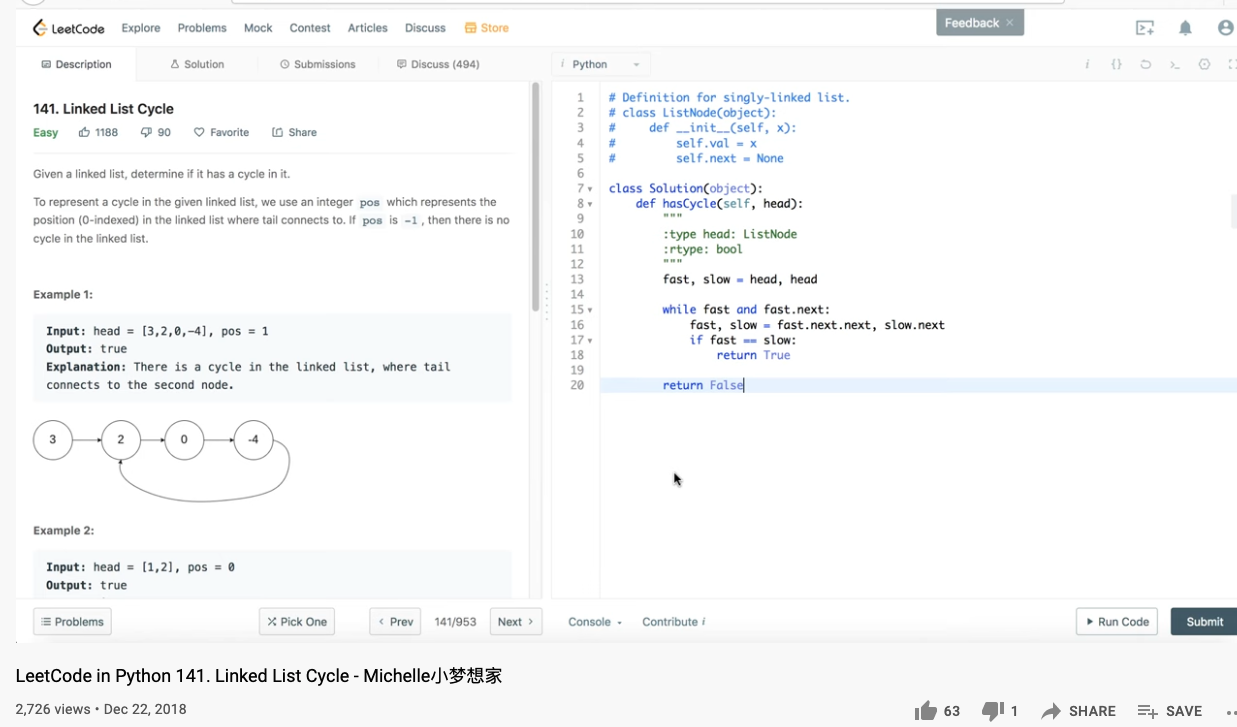 LeetCode Explore Problems Mock Contest Articles Discuss Store Feedback ×
Description Solution Submissions Discuss (494)
i Python
i {} >_
141. Linked List Cycle
Easy 1188 90 Favorite Share
Given a linked list, determine if it has a cycle in it.
To represent a cycle in the given linked list, we use an integer pos which represents the
position (0-indexed) in the linked list where tail connects to. If pos is -1, then there is no
cycle in the linked list.
Example 1:
Input: head = [3,2,0,-4], pos = 1
Output: true
Explanation: There is a cycle in the linked list, where tail
connects to the second node.
3 2 0 -4
Example 2:
Input: head = [1,2], pos = 0
Output: true
1 # Definition for singly-linked list.
2 # class ListNode(object):
3 #     def __init__(self, x):
4 #         self.val = x
5 #         self.next = None
6
7 class Solution(object):
8     def hasCycle(self, head):
9         """
10         :type head: ListNode
11         :rtype: bool
12         """
13         fast, slow = head, head
14
15         while fast and fast.next:
16             fast, slow = fast.next.next, slow.next
17             if fast == slow:
18                 return True
19
20         return False
Problems Pick One < Prev 141/953 Next > Console Contribute i Run Code Submit
LeetCode in Python 141. Linked List Cycle - Michelle小梦想家
2,726 views • Dec 22, 2018
63 1 SHARE SAVE